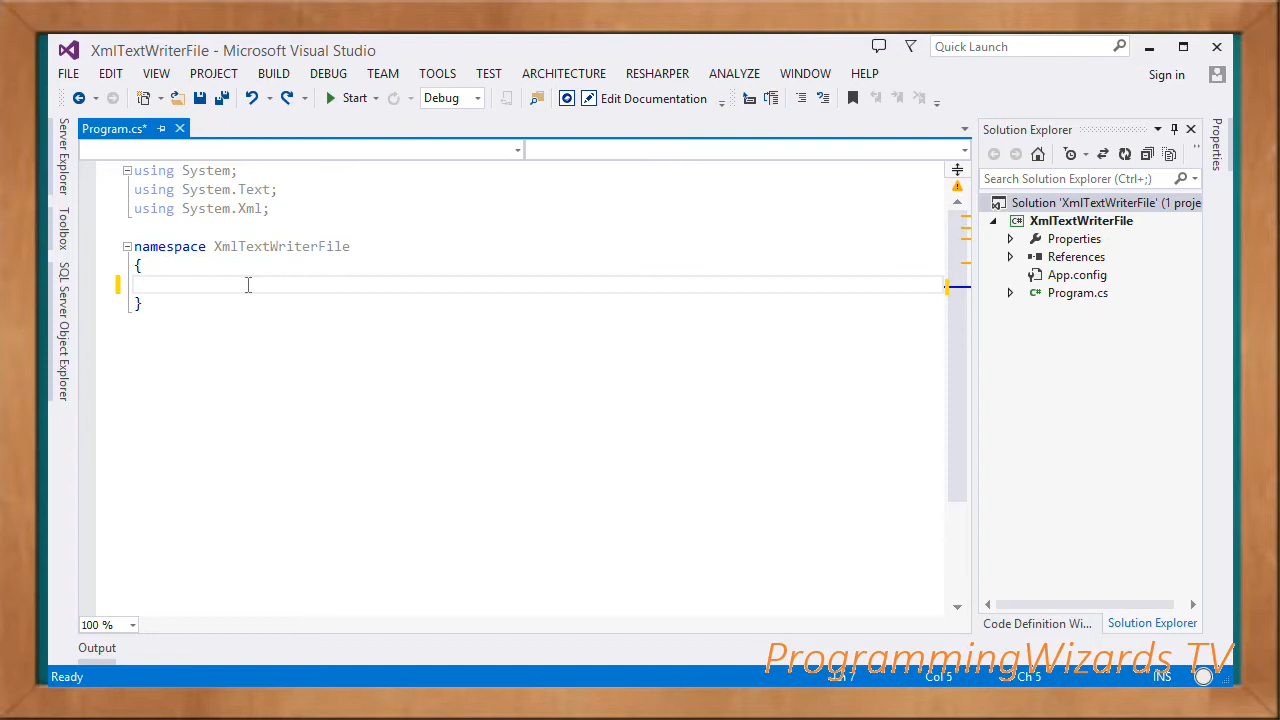 XmlTextWriterFile - Microsoft Visual Studio
Quick Launch
FILE EDIT VIEW PROJECT BUILD DEBUG TEAM TOOLS TEST ARCHITECTURE RESHARPER ANALYZE WINDOW HELP
Sign in
Start
Debug
Edit Documentation
Server Explorer
Toolbox
SQL Server Object Explorer
Program.cs*
using System;
using System.Text;
using System.Xml;
namespace XmlTextWriterFile
{
}
100 %
Output
Solution Explorer
Search Solution Explorer (Ctrl+;)
Solution 'XmlTextWriterFile' (1 proje
XmlTextWriterFile
Properties
References
App.config
Program.cs
Code Definition Wi...
Solution Explorer
Properties
ProgrammingWizards TV
Ready
Ln 7
Col 5
Ch 5
INS